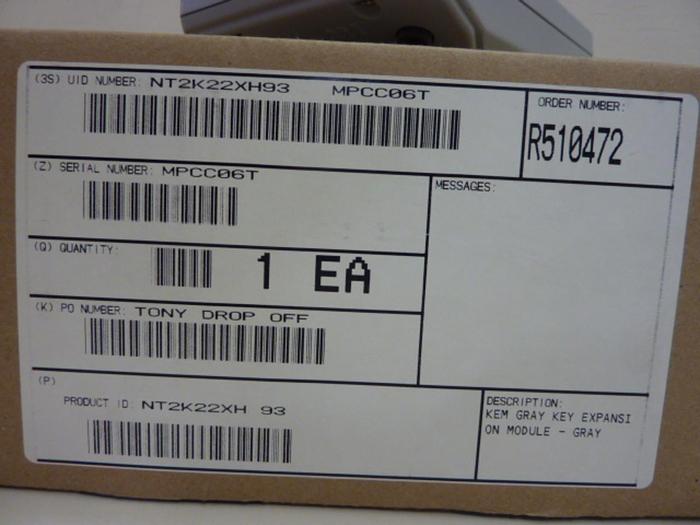 (3S) UID NUMBER: NT2K22XH93 MPCC06T
ORDER NUMBER:
R510472
(Z) SERIAL NUMBER: MPCC06T
MESSAGES:
(Q) QUANTITY:
1 EA
(K) PO NUMBER: TONY DROP OFF
(P)
PRODUCT ID: NT2K22XH 93
DESCRIPTION:
KEM GRAY KEY EXPANSI
ON MODULE - GRAY